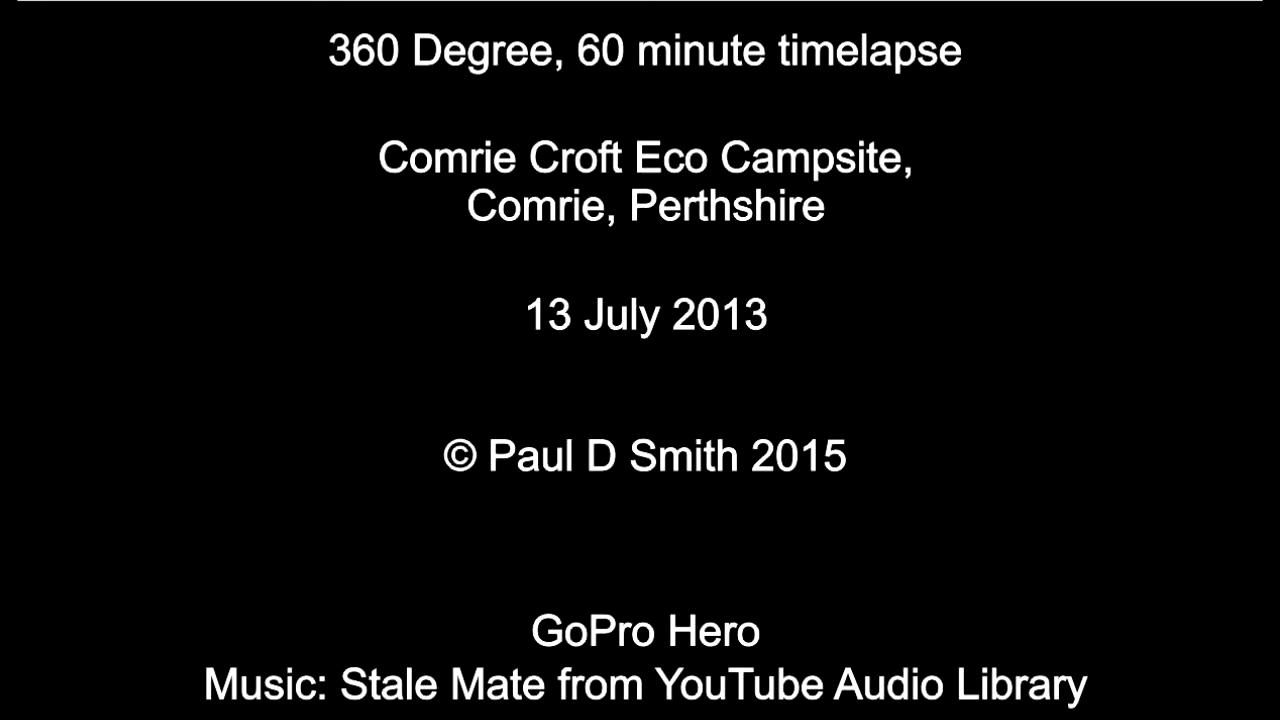 360 Degree, 60 minute timelapse
Comrie Croft Eco Campsite,
Comrie, Perthshire
13 July 2013
© Paul D Smith 2015
GoPro Hero
Music: Stale Mate from YouTube Audio Library